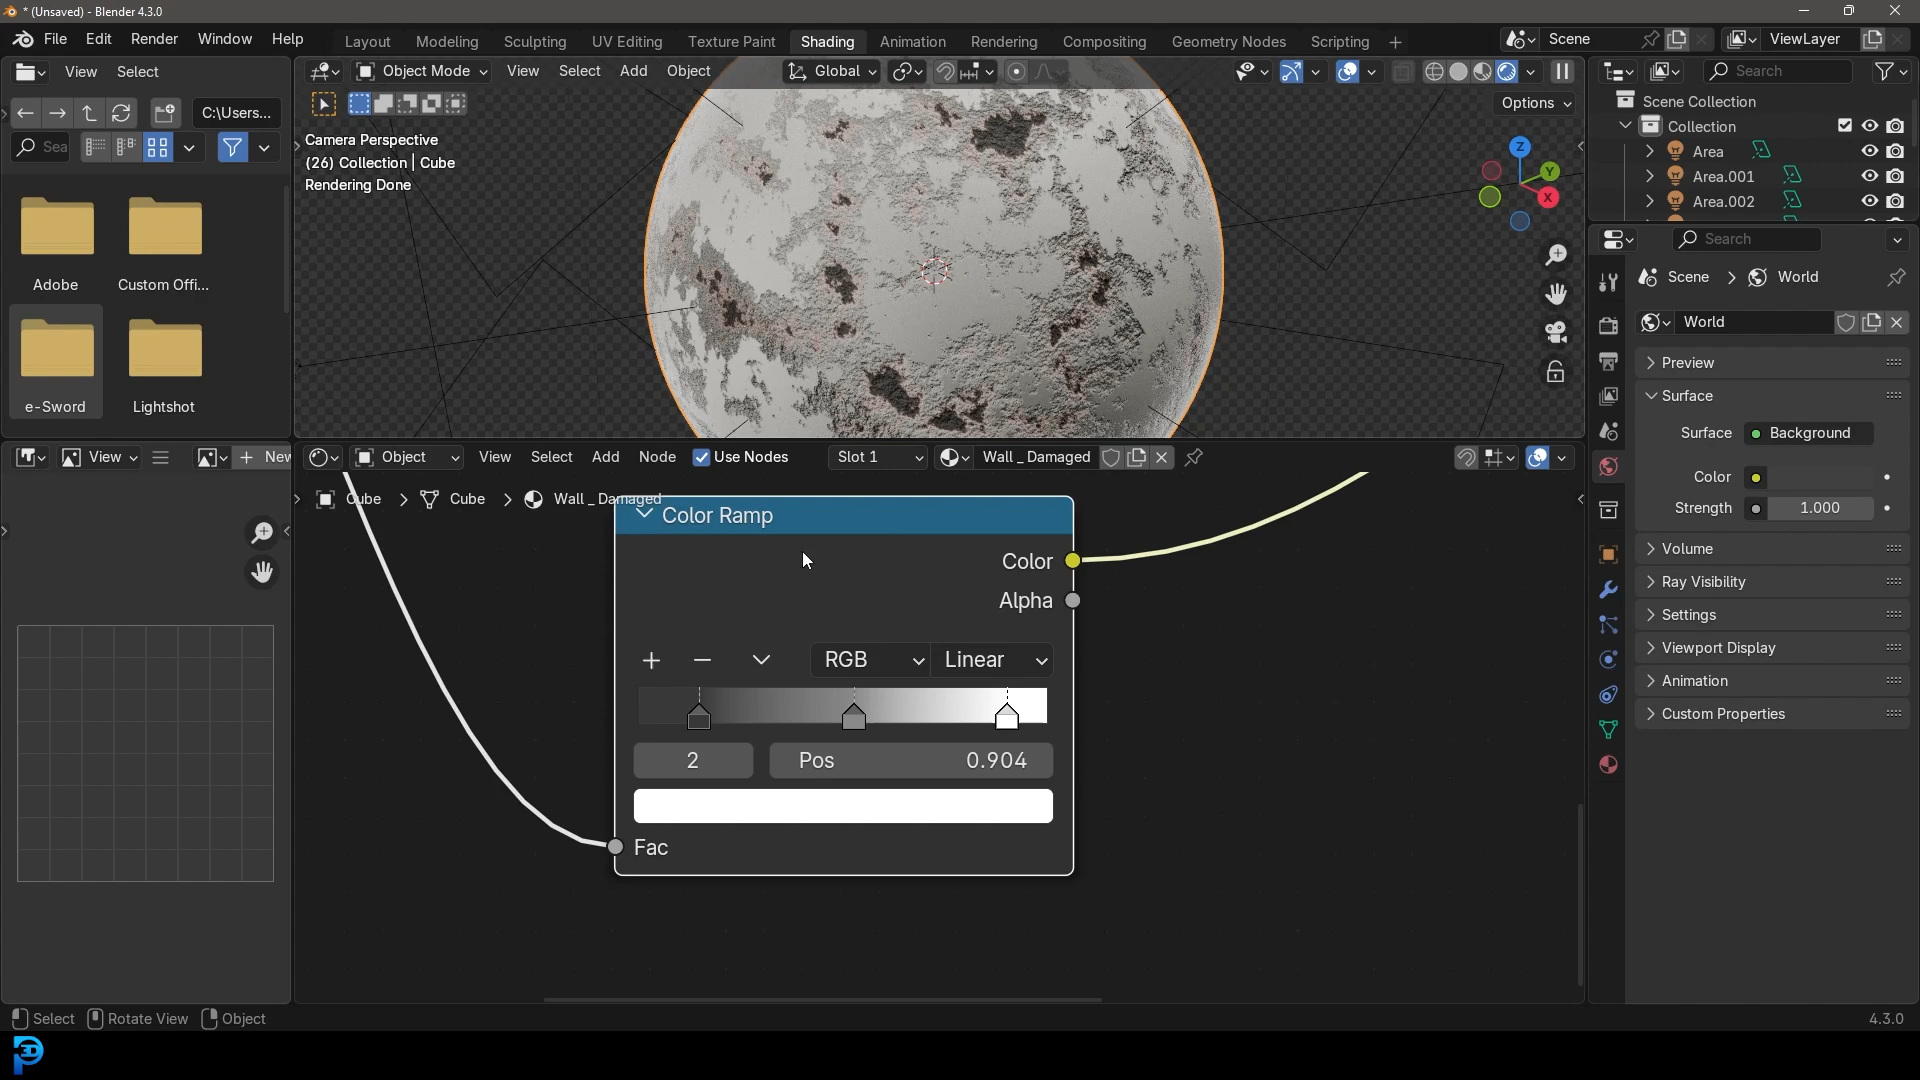 * (Unsaved) - Blender 4.3.0
File Edit Render Window Help
Layout Modeling Sculpting UV Editing Texture Paint Shading Animation Rendering Compositing Geometry Nodes Scripting
Scene
ViewLayer
View Select
C:\Users...
Sea
Adobe
Custom Offi...
e-Sword
Lightshot
Object Mode View Select Add Object
Global
Options
Camera Perspective
(26) Collection | Cube
Rendering Done
Z
Y
X
Search
Scene Collection
Collection
Area
Area.001
Area.002
Search
Scene World
World
Preview
Surface
Surface Background
Color
Strength 1.000
Volume
Ray Visibility
Settings
Viewport Display
Animation
Custom Properties
View
New
Object View Select Add Node Use Nodes Slot 1 Wall_Damaged
Cube Cube Wall_Damaged
Color Ramp
Color
Alpha
RGB Linear
2 Pos 0.904
Fac
Select Rotate View Object
4.3.0